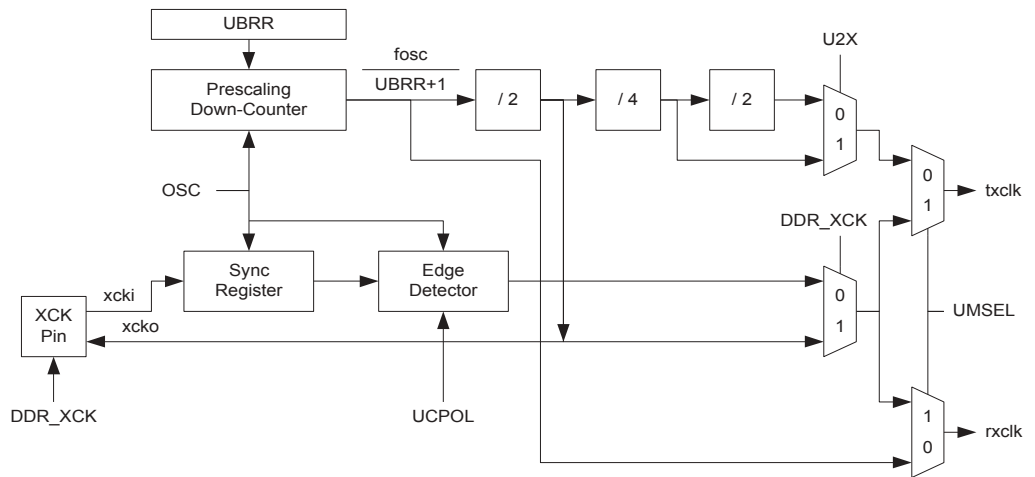 UBRR
Prescaling
Down-Counter
fosc
UBRR+1
/ 2
/ 4
/ 2
U2X
0
1
OSC
0
1
txclk
DDR_XCK
Sync
Register
Edge
Detector
0
1
xcki
XCK
Pin
xcko
UMSEL
DDR_XCK
UCPOL
1
0
rxclk